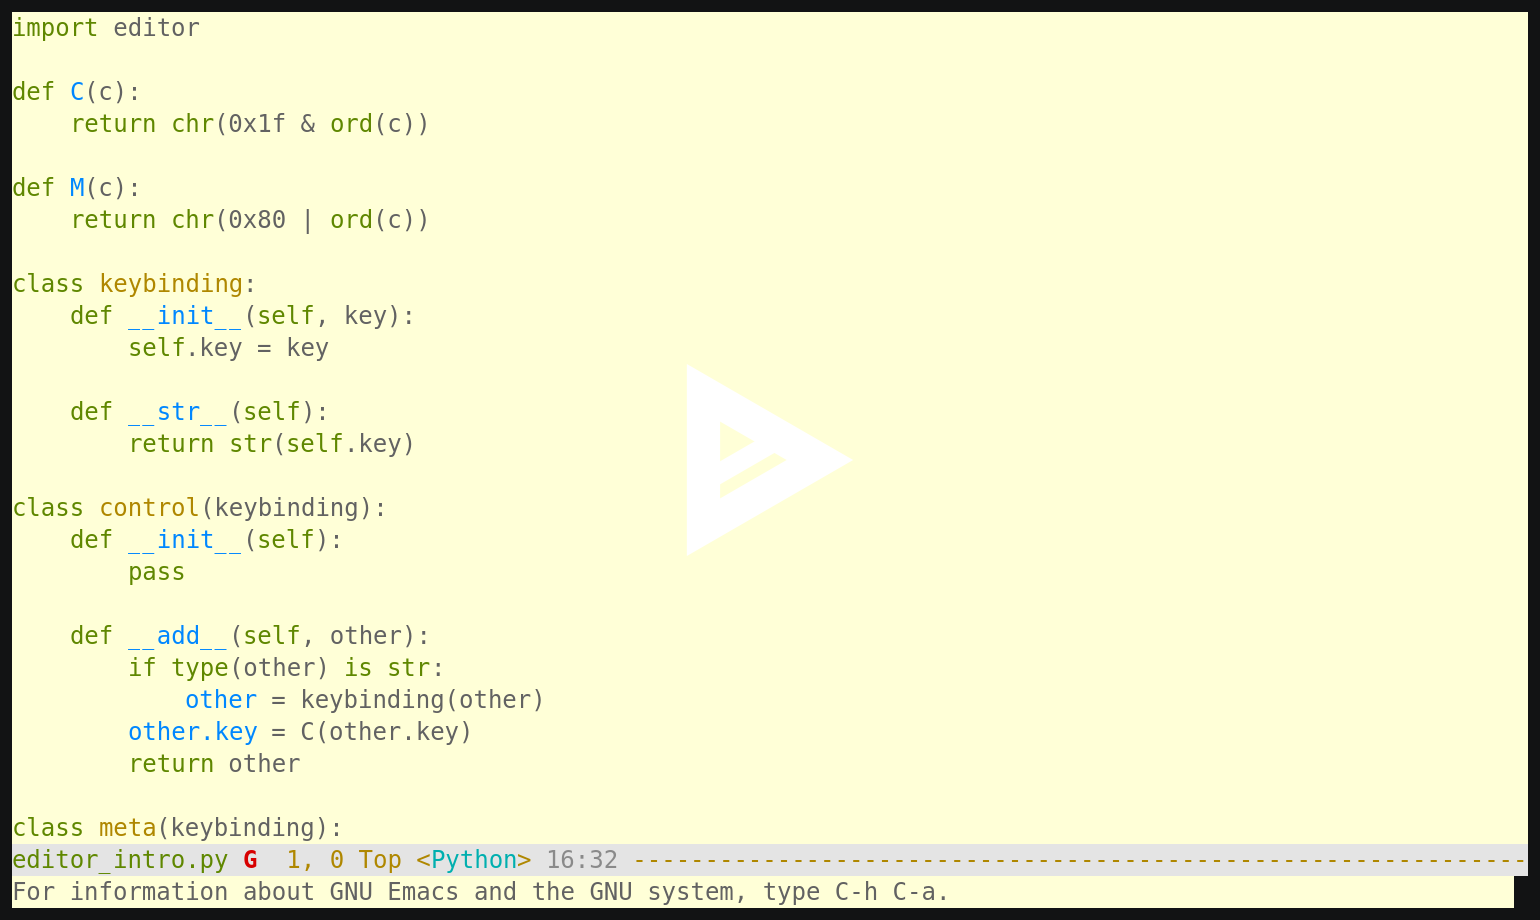 import editor

def C(c):
    return chr(0x1f & ord(c))

def M(c):
    return chr(0x80 | ord(c))

class keybinding:
    def __init__(self, key):
        self.key = key

    def __str__(self):
        return str(self.key)

class control(keybinding):
    def __init__(self):
        pass

    def __add__(self, other):
        if type(other) is str:
            other = keybinding(other)
        other.key = C(other.key)
        return other

class meta(keybinding):
editor_intro.py G  1, 0 Top <Python> 16:32 --------------------------------------------------------------
For information about GNU Emacs and the GNU system, type C-h C-a.